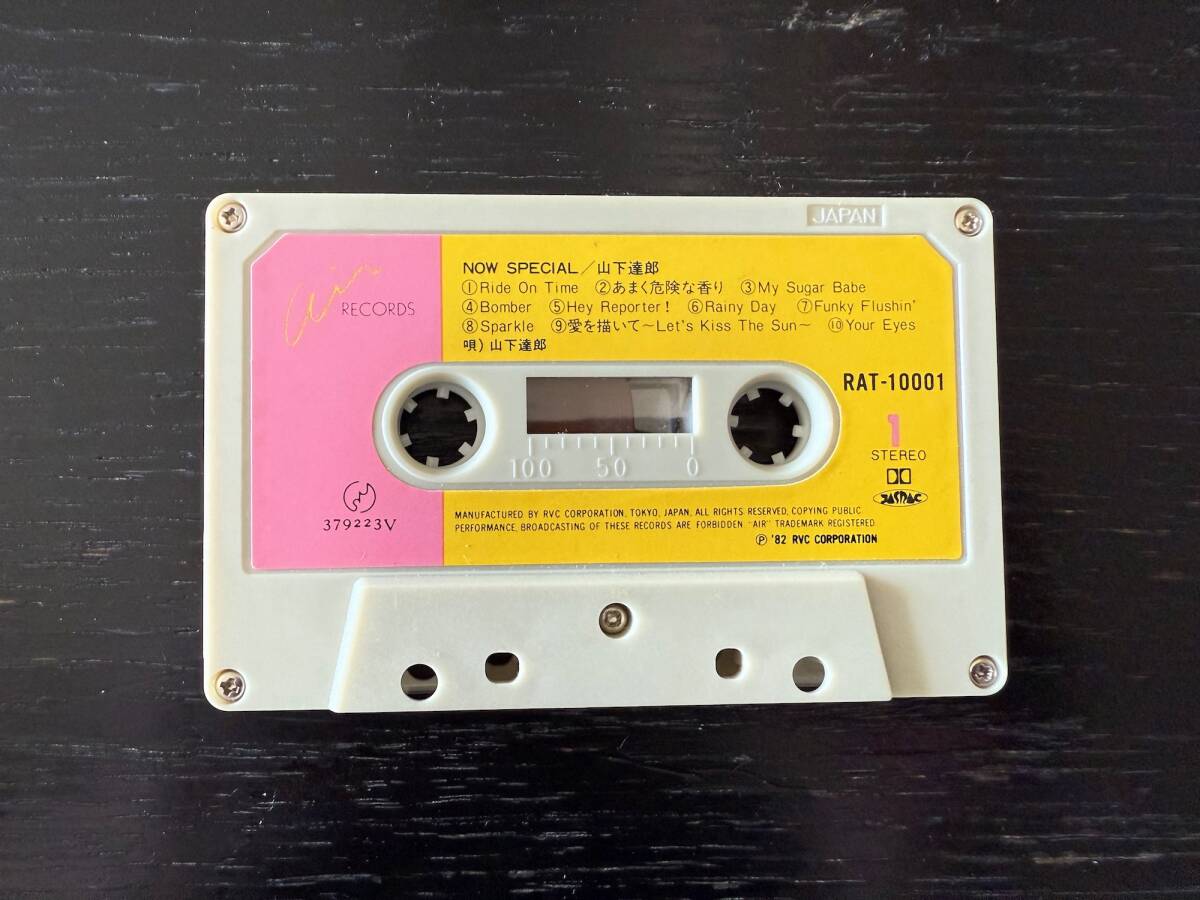 JAPAN
Air
RECORDS
NOW SPECIAL／山下達郎
①Ride On Time ②あまく危険な香り ③My Sugar Babe
④Bomber ⑤Hey Reporter! ⑥Rainy Day ⑦Funky Flushin'
⑧Sparkle ⑨愛を描いて～Let's Kiss The Sun～ ⑩Your Eyes
唄) 山下達郎
RAT-10001
1
STEREO
JASRAC
100 50 0
379223V
MANUFACTURED BY RVC CORPORATION, TOKYO, JAPAN, ALL RIGHTS RESERVED, COPYING PUBLIC
PERFORMANCE, BROADCASTING OF THESE RECORDS ARE FORBIDDEN "AIR" TRADEMARK REGISTERED.
Ⓟ '82 RVC CORPORATION